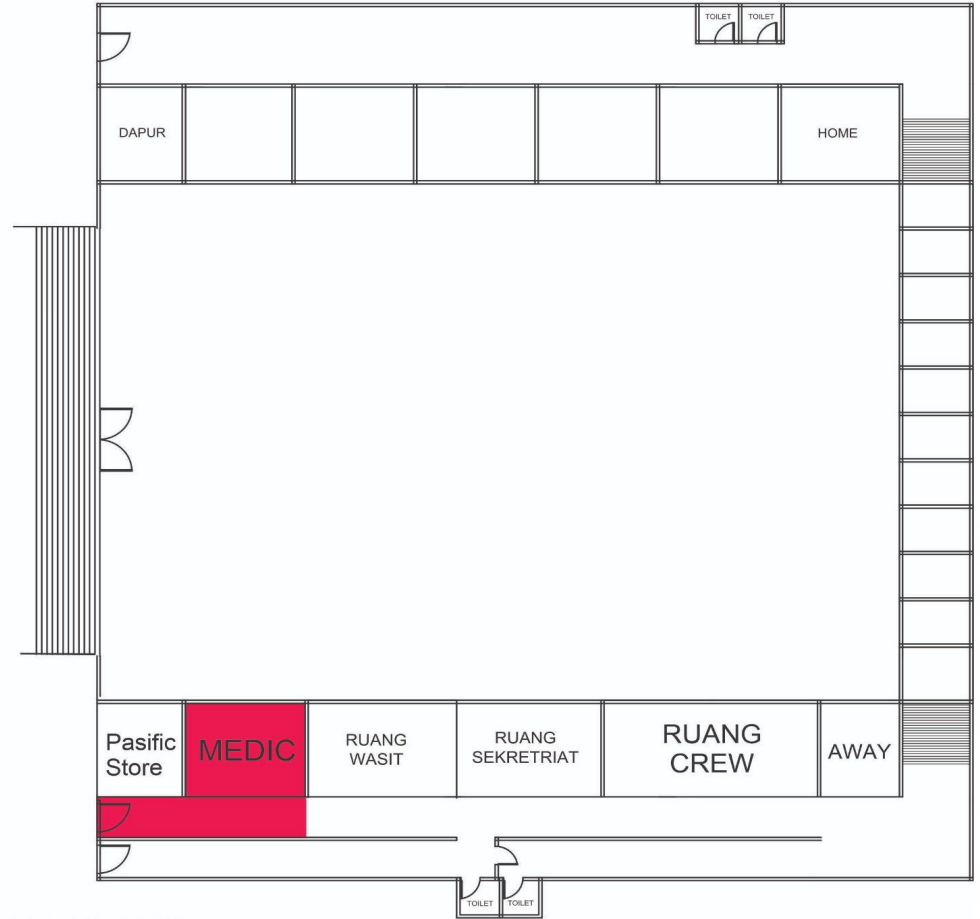 TOILET
TOILET
DAPUR
HOME
Pasific
Store
MEDIC
RUANG
WASIT
RUANG
SEKRETRIAT
RUANG
CREW
AWAY
TOILET
TOILET